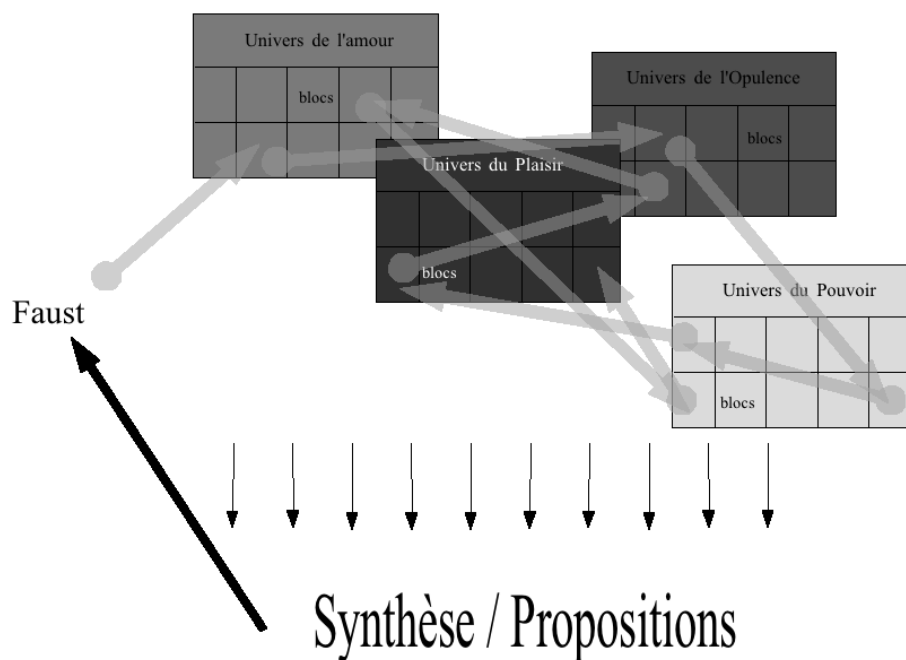 Univers de l'amour
blocs
Univers de l'Opulence
blocs
Univers du Plaisir
blocs
Univers du Pouvoir
blocs
Faust
Synthèse / Propositions